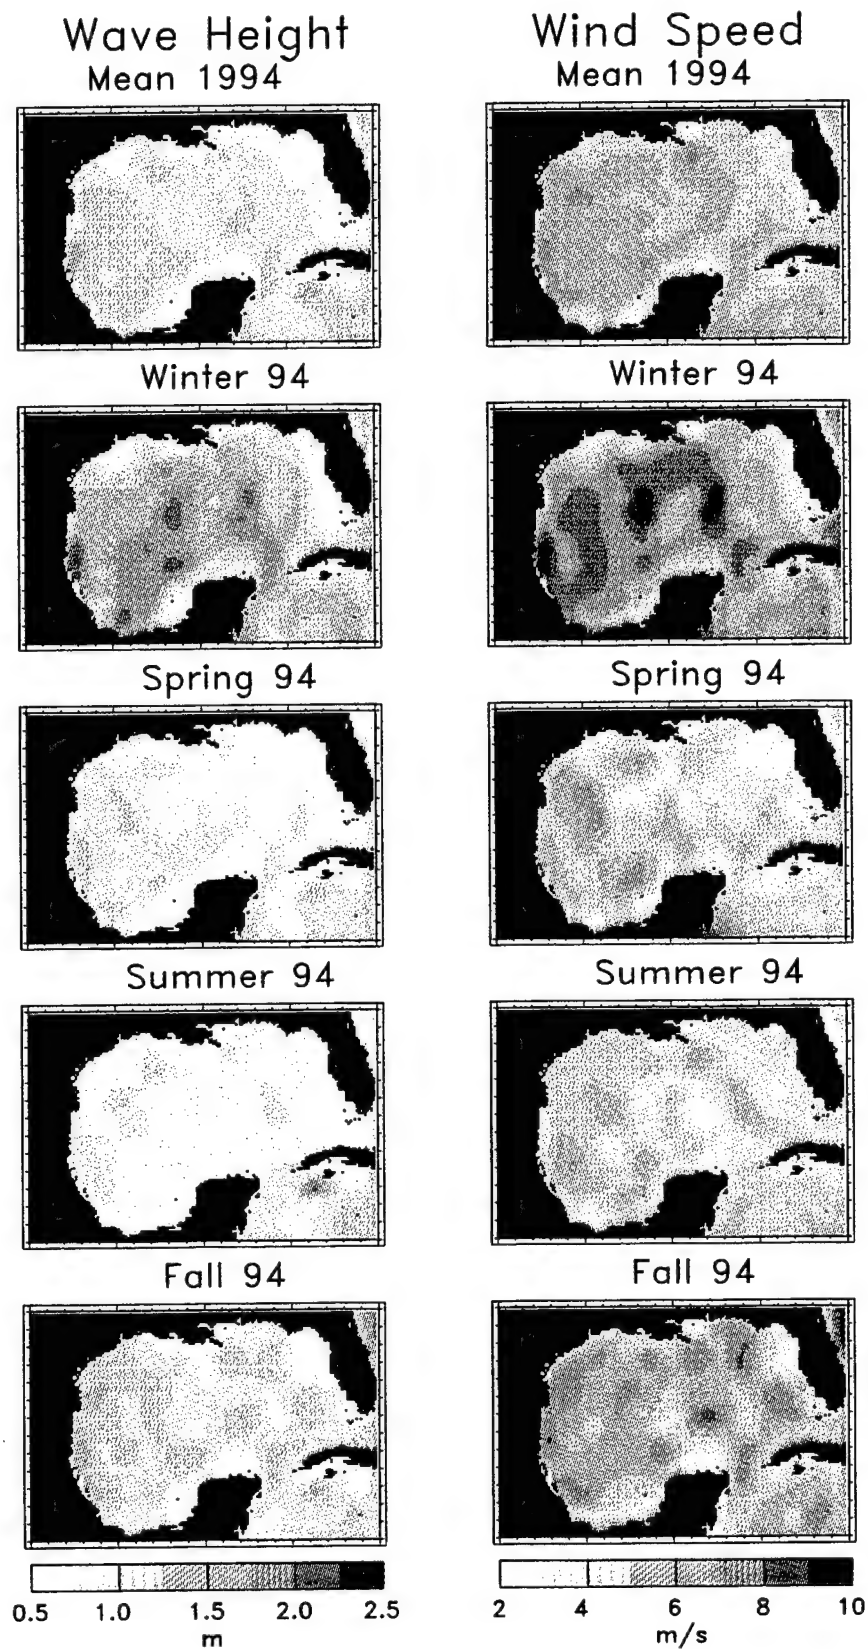 Wave Height
Mean 1994
Wind Speed
Mean 1994
Winter 94
Winter 94
Spring 94
Spring 94
Summer 94
Summer 94
Fall 94
Fall 94
0.5 1.0 1.5 2.0 2.5
m
2 4 6 8 10
m/s